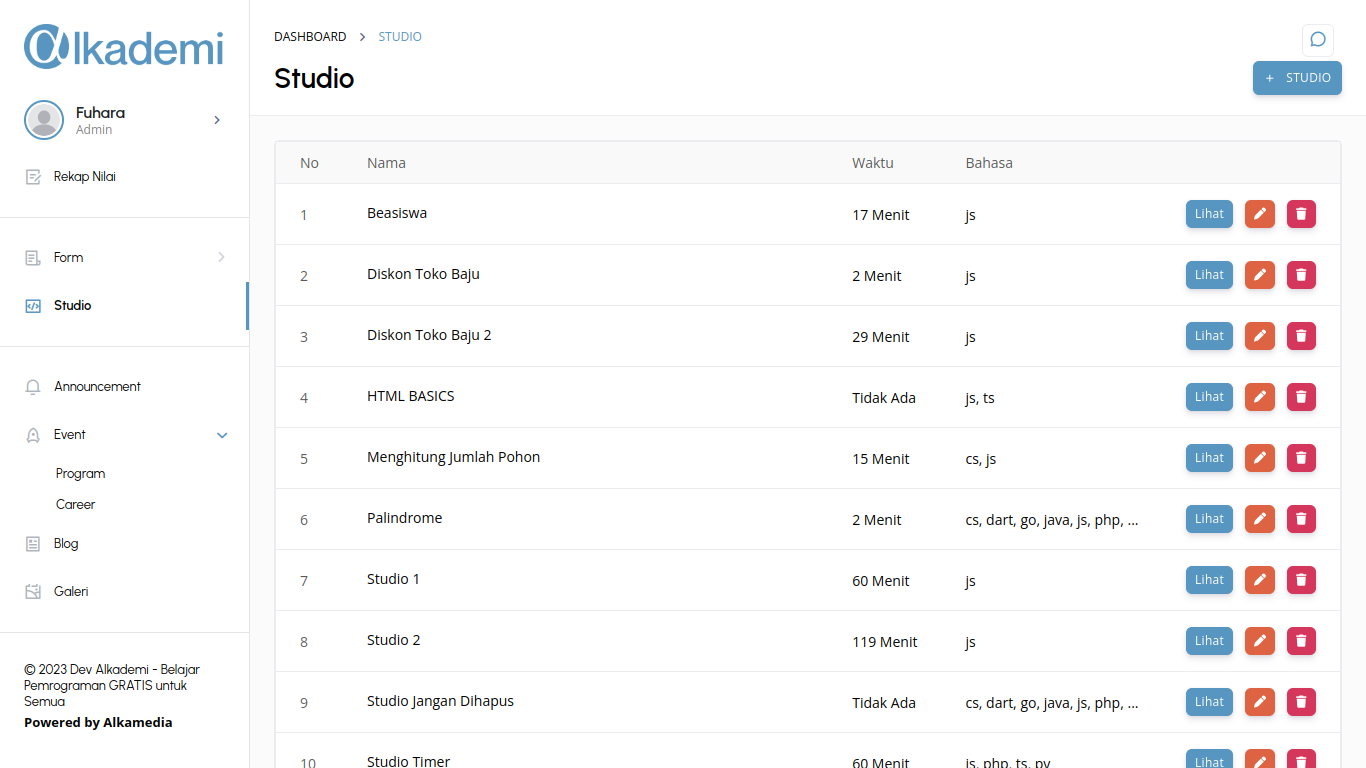 Alkademi
Fuhara
Admin
Rekap Nilai
Form
Studio
Announcement
Event
Program
Career
Blog
Galeri
© 2023 Dev Alkademi - Belajar
Pemrograman GRATIS untuk
Semua
Powered by Alkamedia
DASHBOARD > STUDIO
Studio
+ STUDIO
No Nama Waktu Bahasa
1 Beasiswa 17 Menit js Lihat
2 Diskon Toko Baju 2 Menit js Lihat
3 Diskon Toko Baju 2 29 Menit js Lihat
4 HTML BASICS Tidak Ada js, ts Lihat
5 Menghitung Jumlah Pohon 15 Menit cs, js Lihat
6 Palindrome 2 Menit cs, dart, go, java, js, php, ... Lihat
7 Studio 1 60 Menit js Lihat
8 Studio 2 119 Menit js Lihat
9 Studio Jangan Dihapus Tidak Ada cs, dart, go, java, js, php, ... Lihat
10 Studio Timer 60 Menit js, php, ts, py Lihat